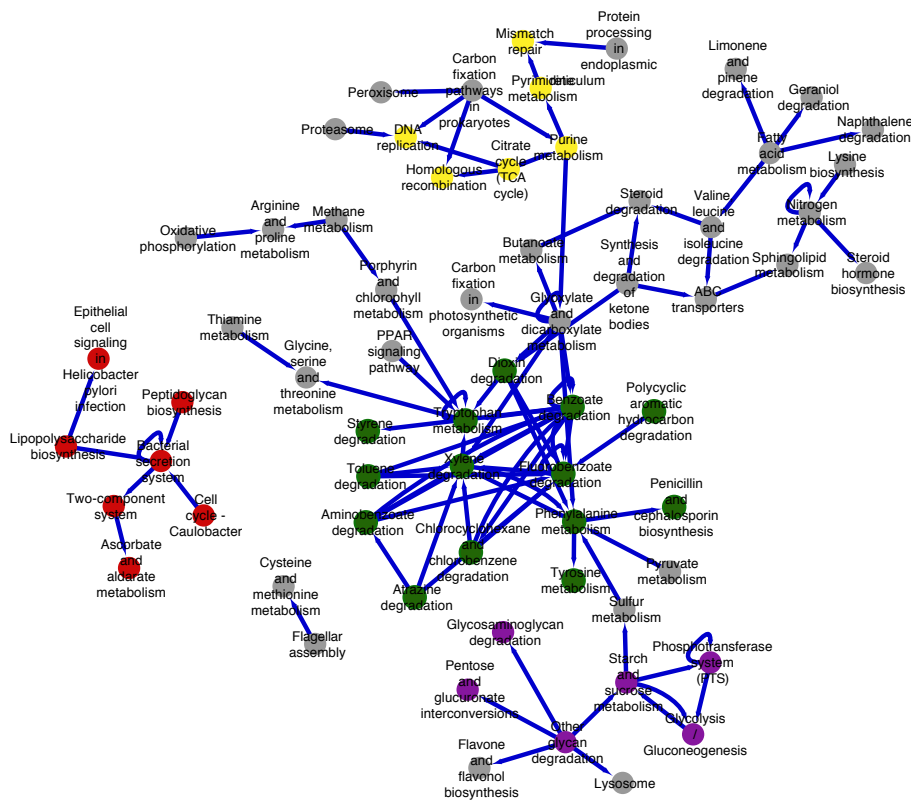 Protein
processing
in
endoplasmic
reticulum
Mismatch
repair
Pyrimidine
metabolism
Carbon
fixation
pathways
in
prokaryotes
Peroxisome
Proteasome
DNA
replication
Citrate
cycle
(TCA
cycle)
Purine
metabolism
Homologous
recombination
Limonene
and
pinene
degradation
Geraniol
degradation
Naphthalene
degradation
Fatty
acid
metabolism
Lysine
biosynthesis
Nitrogen
metabolism
Steroid
degradation
Valine
leucine
and
isoleucine
degradation
Sphingolipid
metabolism
Steroid
hormone
biosynthesis
ABC
transporters
Synthesis
and
degradation
of
ketone
bodies
Butanoate
metabolism
Arginine
and
proline
metabolism
Methane
metabolism
Oxidative
phosphorylation
Porphyrin
and
chlorophyll
metabolism
Carbon
fixation
in
photosynthetic
organisms
Glyoxylate
and
dicarboxylate
metabolism
Epithelial
cell
signaling
in
Helicobacter
pylori
infection
Thiamine
metabolism
Glycine,
serine
and
threonine
metabolism
PPAR
signaling
pathway
Dioxin
degradation
Peptidoglycan
biosynthesis
Lipopolysaccharide
biosynthesis
Bacterial
secretion
system
Styrene
degradation
Tryptophan
metabolism
Benzoate
degradation
Polycyclic
aromatic
hydrocarbon
degradation
Toluene
degradation
Xylene
degradation
Fluorobenzoate
degradation
Two-component
system
Cell
cycle -
Caulobacter
Aminobenzoate
degradation
Chlorocyclohexane
and
chlorobenzene
degradation
Phenylalanine
metabolism
Penicillin
and
cephalosporin
biosynthesis
Ascorbate
and
aldarate
metabolism
Cysteine
and
methionine
metabolism
Atrazine
degradation
Tyrosine
metabolism
Pyruvate
metabolism
Sulfur
metabolism
Flagellar
assembly
Glycosaminoglycan
degradation
Phosphotransferase
system
(PTS)
Starch
and
sucrose
metabolism
Pentose
and
glucuronate
interconversions
Glycolysis
/
Gluconeogenesis
Other
glycan
degradation
Flavone
and
flavonol
biosynthesis
Lysosome